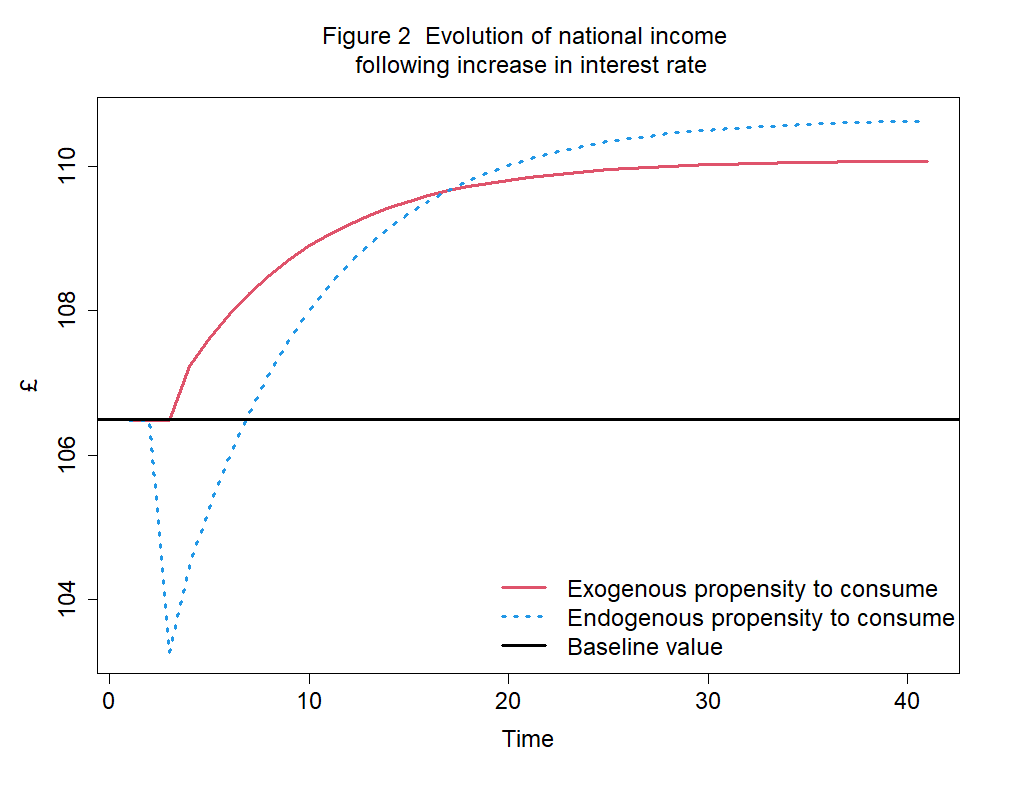 Figure 2  Evolution of national income
following increase in interest rate
110
108
£
106
104
Exogenous propensity to consume
Endogenous propensity to consume
Baseline value
0 10 20 30 40
Time